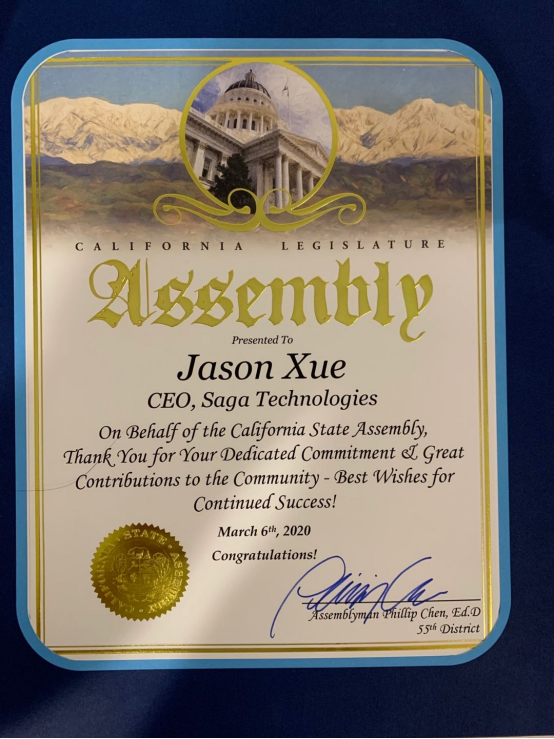 CALIFORNIA LEGISLATURE
Assembly
Presented To
Jason Xue
CEO, Saga Technologies
On Behalf of the California State Assembly,
Thank You for Your Dedicated Commitment & Great
Contributions to the Community - Best Wishes for
Continued Success!
March 6th, 2020
Congratulations!
Assemblyman Phillip Chen, Ed.D
55th District